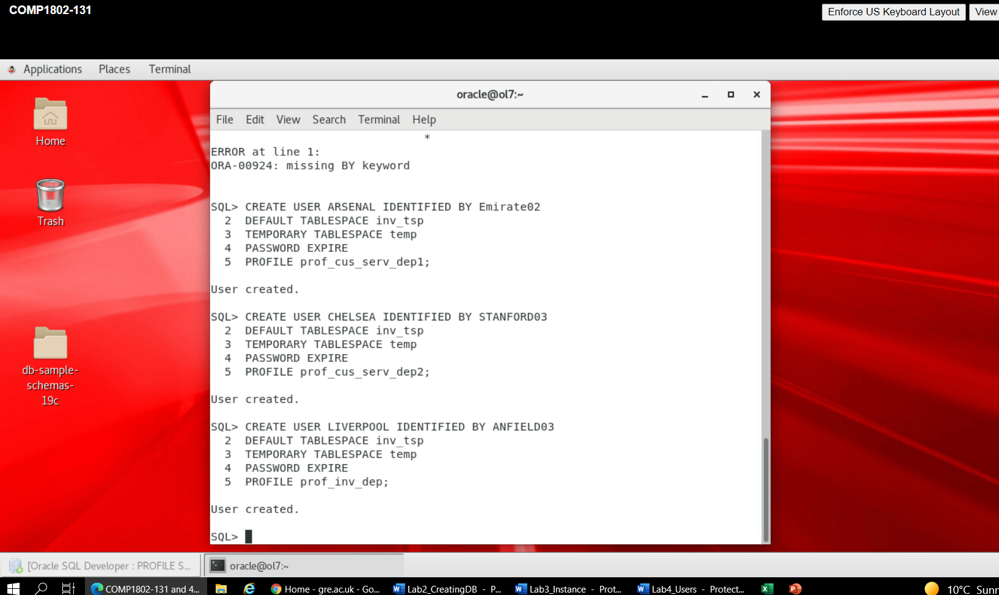 COMP1802-131
Enforce US Keyboard Layout
View
Applications Places Terminal
oracle@ol7:~
File Edit View Search Terminal Help
*
ERROR at line 1:
ORA-00924: missing BY keyword
SQL> CREATE USER ARSENAL IDENTIFIED BY Emirate02
2 DEFAULT TABLESPACE inv_tsp
3 TEMPORARY TABLESPACE temp
4 PASSWORD EXPIRE
5 PROFILE prof_cus_serv_dep1;
User created.
SQL> CREATE USER CHELSEA IDENTIFIED BY STANFORD03
2 DEFAULT TABLESPACE inv_tsp
3 TEMPORARY TABLESPACE temp
4 PASSWORD EXPIRE
5 PROFILE prof_cus_serv_dep2;
User created.
SQL> CREATE USER LIVERPOOL IDENTIFIED BY ANFIELD03
2 DEFAULT TABLESPACE inv_tsp
3 TEMPORARY TABLESPACE temp
4 PASSWORD EXPIRE
5 PROFILE prof_inv_dep;
User created.
SQL>
Home
Trash
db-sample-
schemas-
19c
[Oracle SQL Developer : PROFILE S...
oracle@ol7:~
COMP1802-131 and 4...
Home - gre.ac.uk - Go...
Lab2_CreatingDB - P...
Lab3_Instance - Prot...
Lab4_Users - Protect...
10°C Sunn